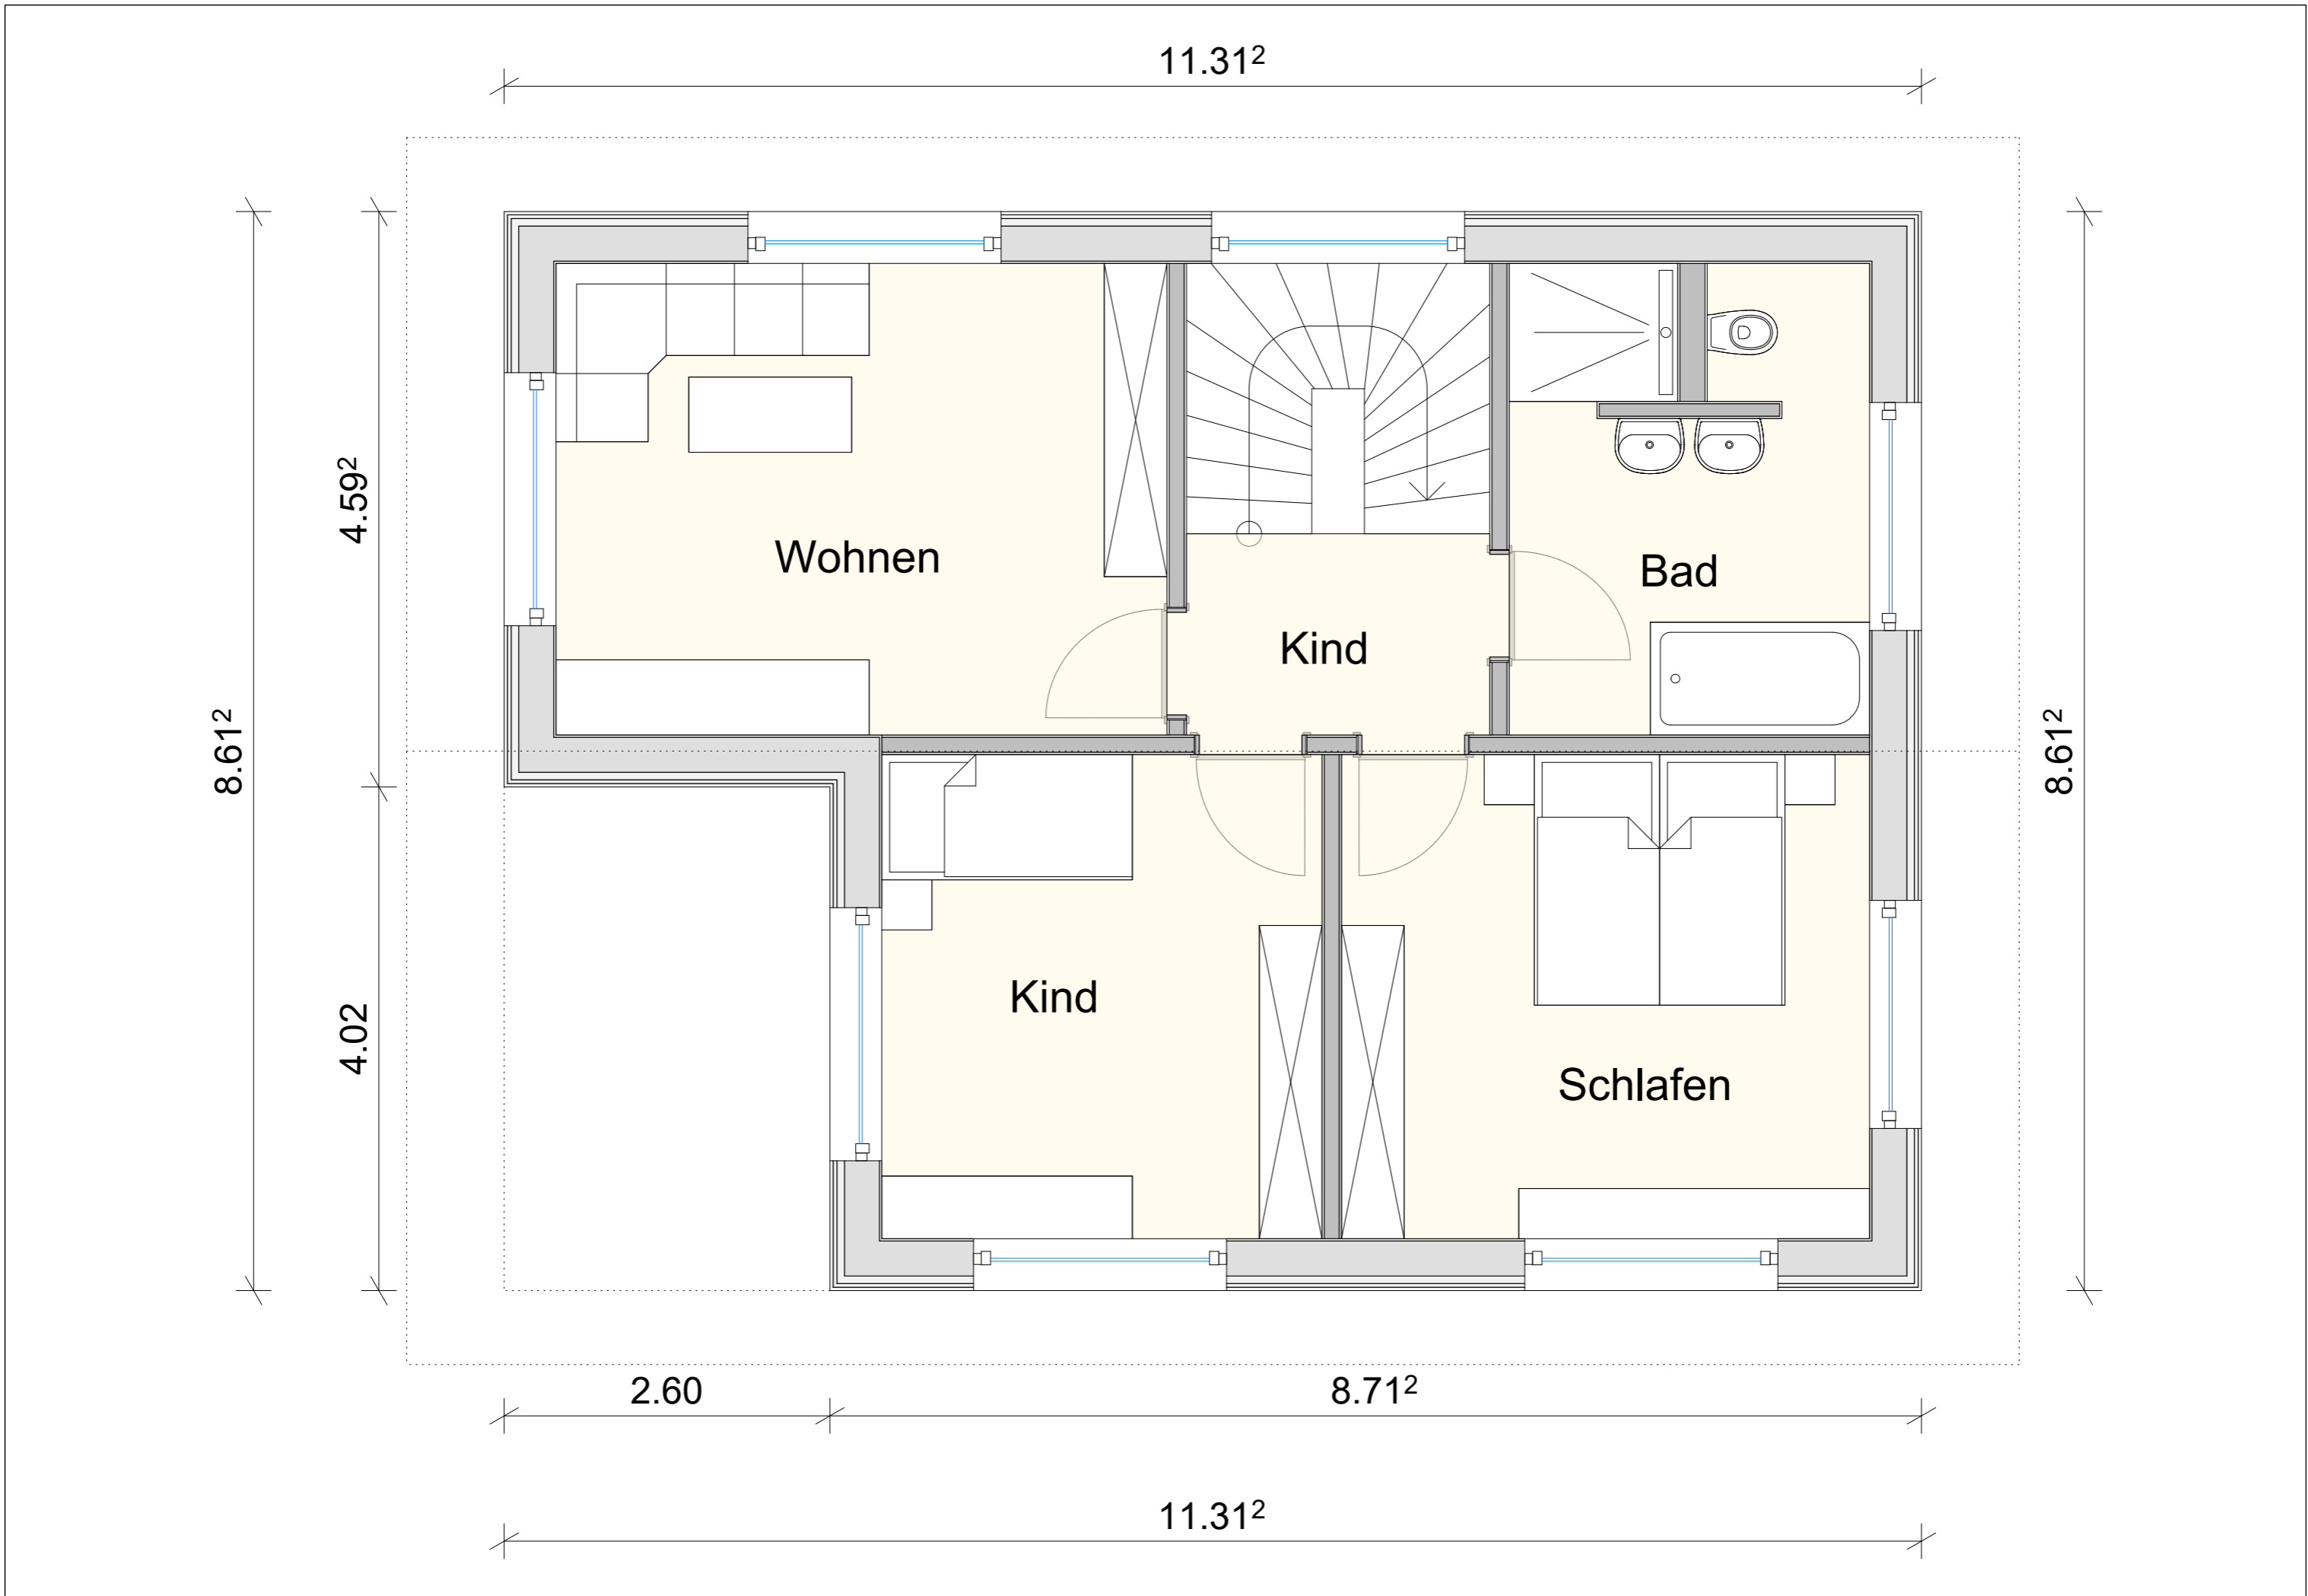 11.31²
4.59²
8.61²
8.61²
4.02
Wohnen
Bad
Kind
Kind
Schlafen
2.60
8.71²
11.31²